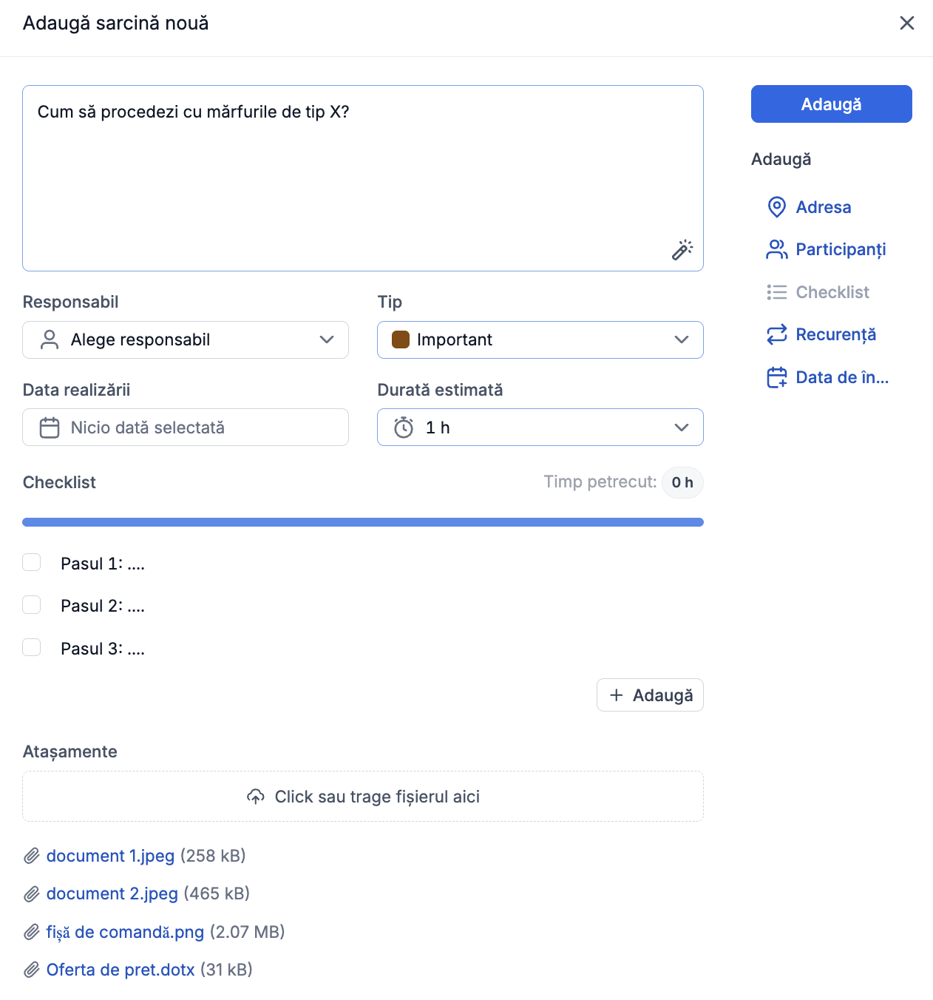 Adaugă sarcină nouă
Cum să procedezi cu mărfurile de tip X?
Responsabil
Tip
Alege responsabil
Important
Data realizării
Durată estimată
Nicio dată selectată
1 h
Checklist
Timp petrecut: 0 h
Pasul 1: ....
Pasul 2: ....
Pasul 3: ....
+ Adaugă
Atașamente
Click sau trage fișierul aici
document 1.jpeg (258 kB)
document 2.jpeg (465 kB)
fișă de comandă.png (2.07 MB)
Oferta de pret.dotx (31 kB)
Adaugă
Adaugă
Adresa
Participanți
Checklist
Recurență
Data de în...